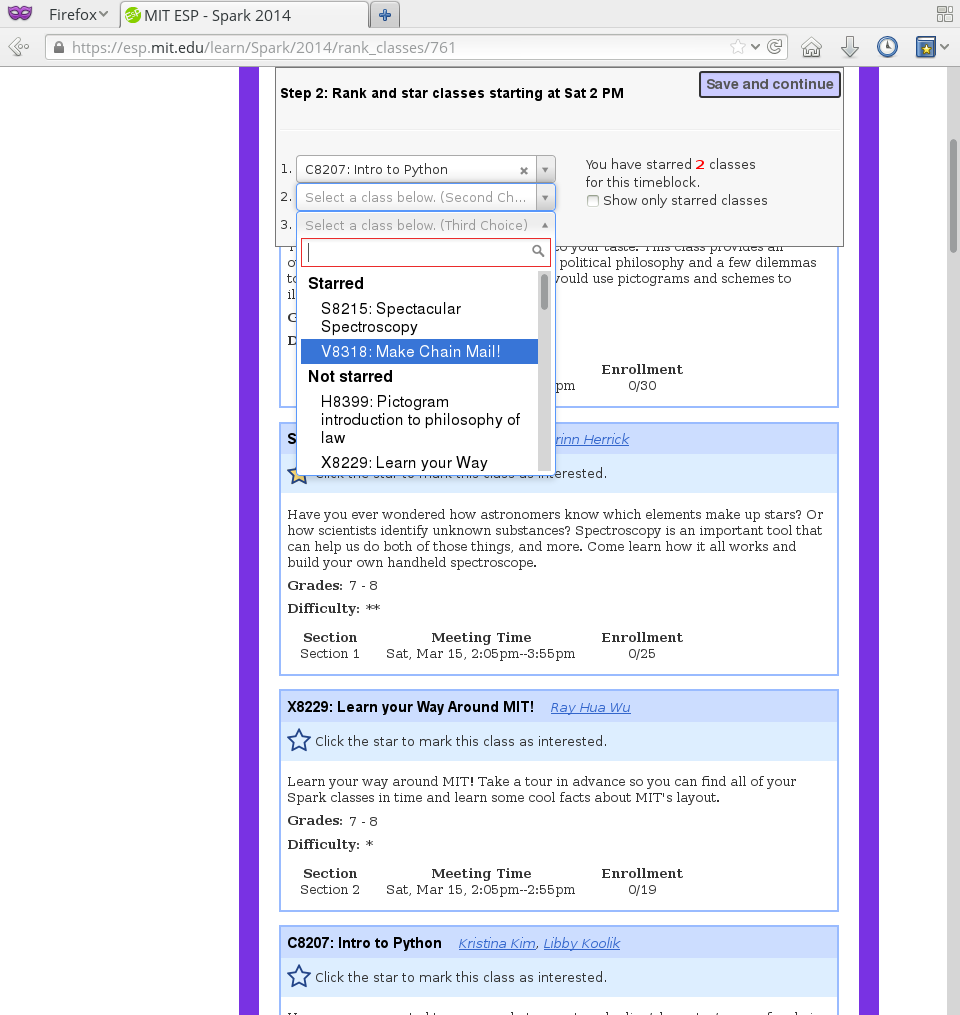 Firefox
MIT ESP - Spark 2014
https://esp.mit.edu/learn/Spark/2014/rank_classes/761
Step 2: Rank and star classes starting at Sat 2 PM
Save and continue
1. C8207: Intro to Python
2. Select a class below. (Second Ch...
3. Select a class below. (Third Choice)
You have starred 2 classes
for this timeblock.
Show only starred classes
Starred
S8215: Spectacular
Spectroscopy
V8318: Make Chain Mail!
Not starred
H8399: Pictogram
introduction to philosophy of
law
X8229: Learn your Way
to your taste. This class provides an
political philosophy and a few dilemmas
would use pictograms and schemes to
Enrollment
pm 0/30
S
rinn Herrick
Click the star to mark this class as interested.
Have you ever wondered how astronomers know which elements make up stars? Or
how scientists identify unknown substances? Spectroscopy is an important tool that
can help us do both of those things, and more. Come learn how it all works and
build your own handheld spectroscope.
Grades: 7 - 8
Difficulty: **
Section Meeting Time Enrollment
Section 1 Sat, Mar 15, 2:05pm--3:55pm 0/25
X8229: Learn your Way Around MIT! Ray Hua Wu
Click the star to mark this class as interested.
Learn your way around MIT! Take a tour in advance so you can find all of your
Spark classes in time and learn some cool facts about MIT's layout.
Grades: 7 - 8
Difficulty: *
Section Meeting Time Enrollment
Section 2 Sat, Mar 15, 2:05pm--2:55pm 0/19
C8207: Intro to Python Kristina Kim, Libby Koolik
Click the star to mark this class as interested.